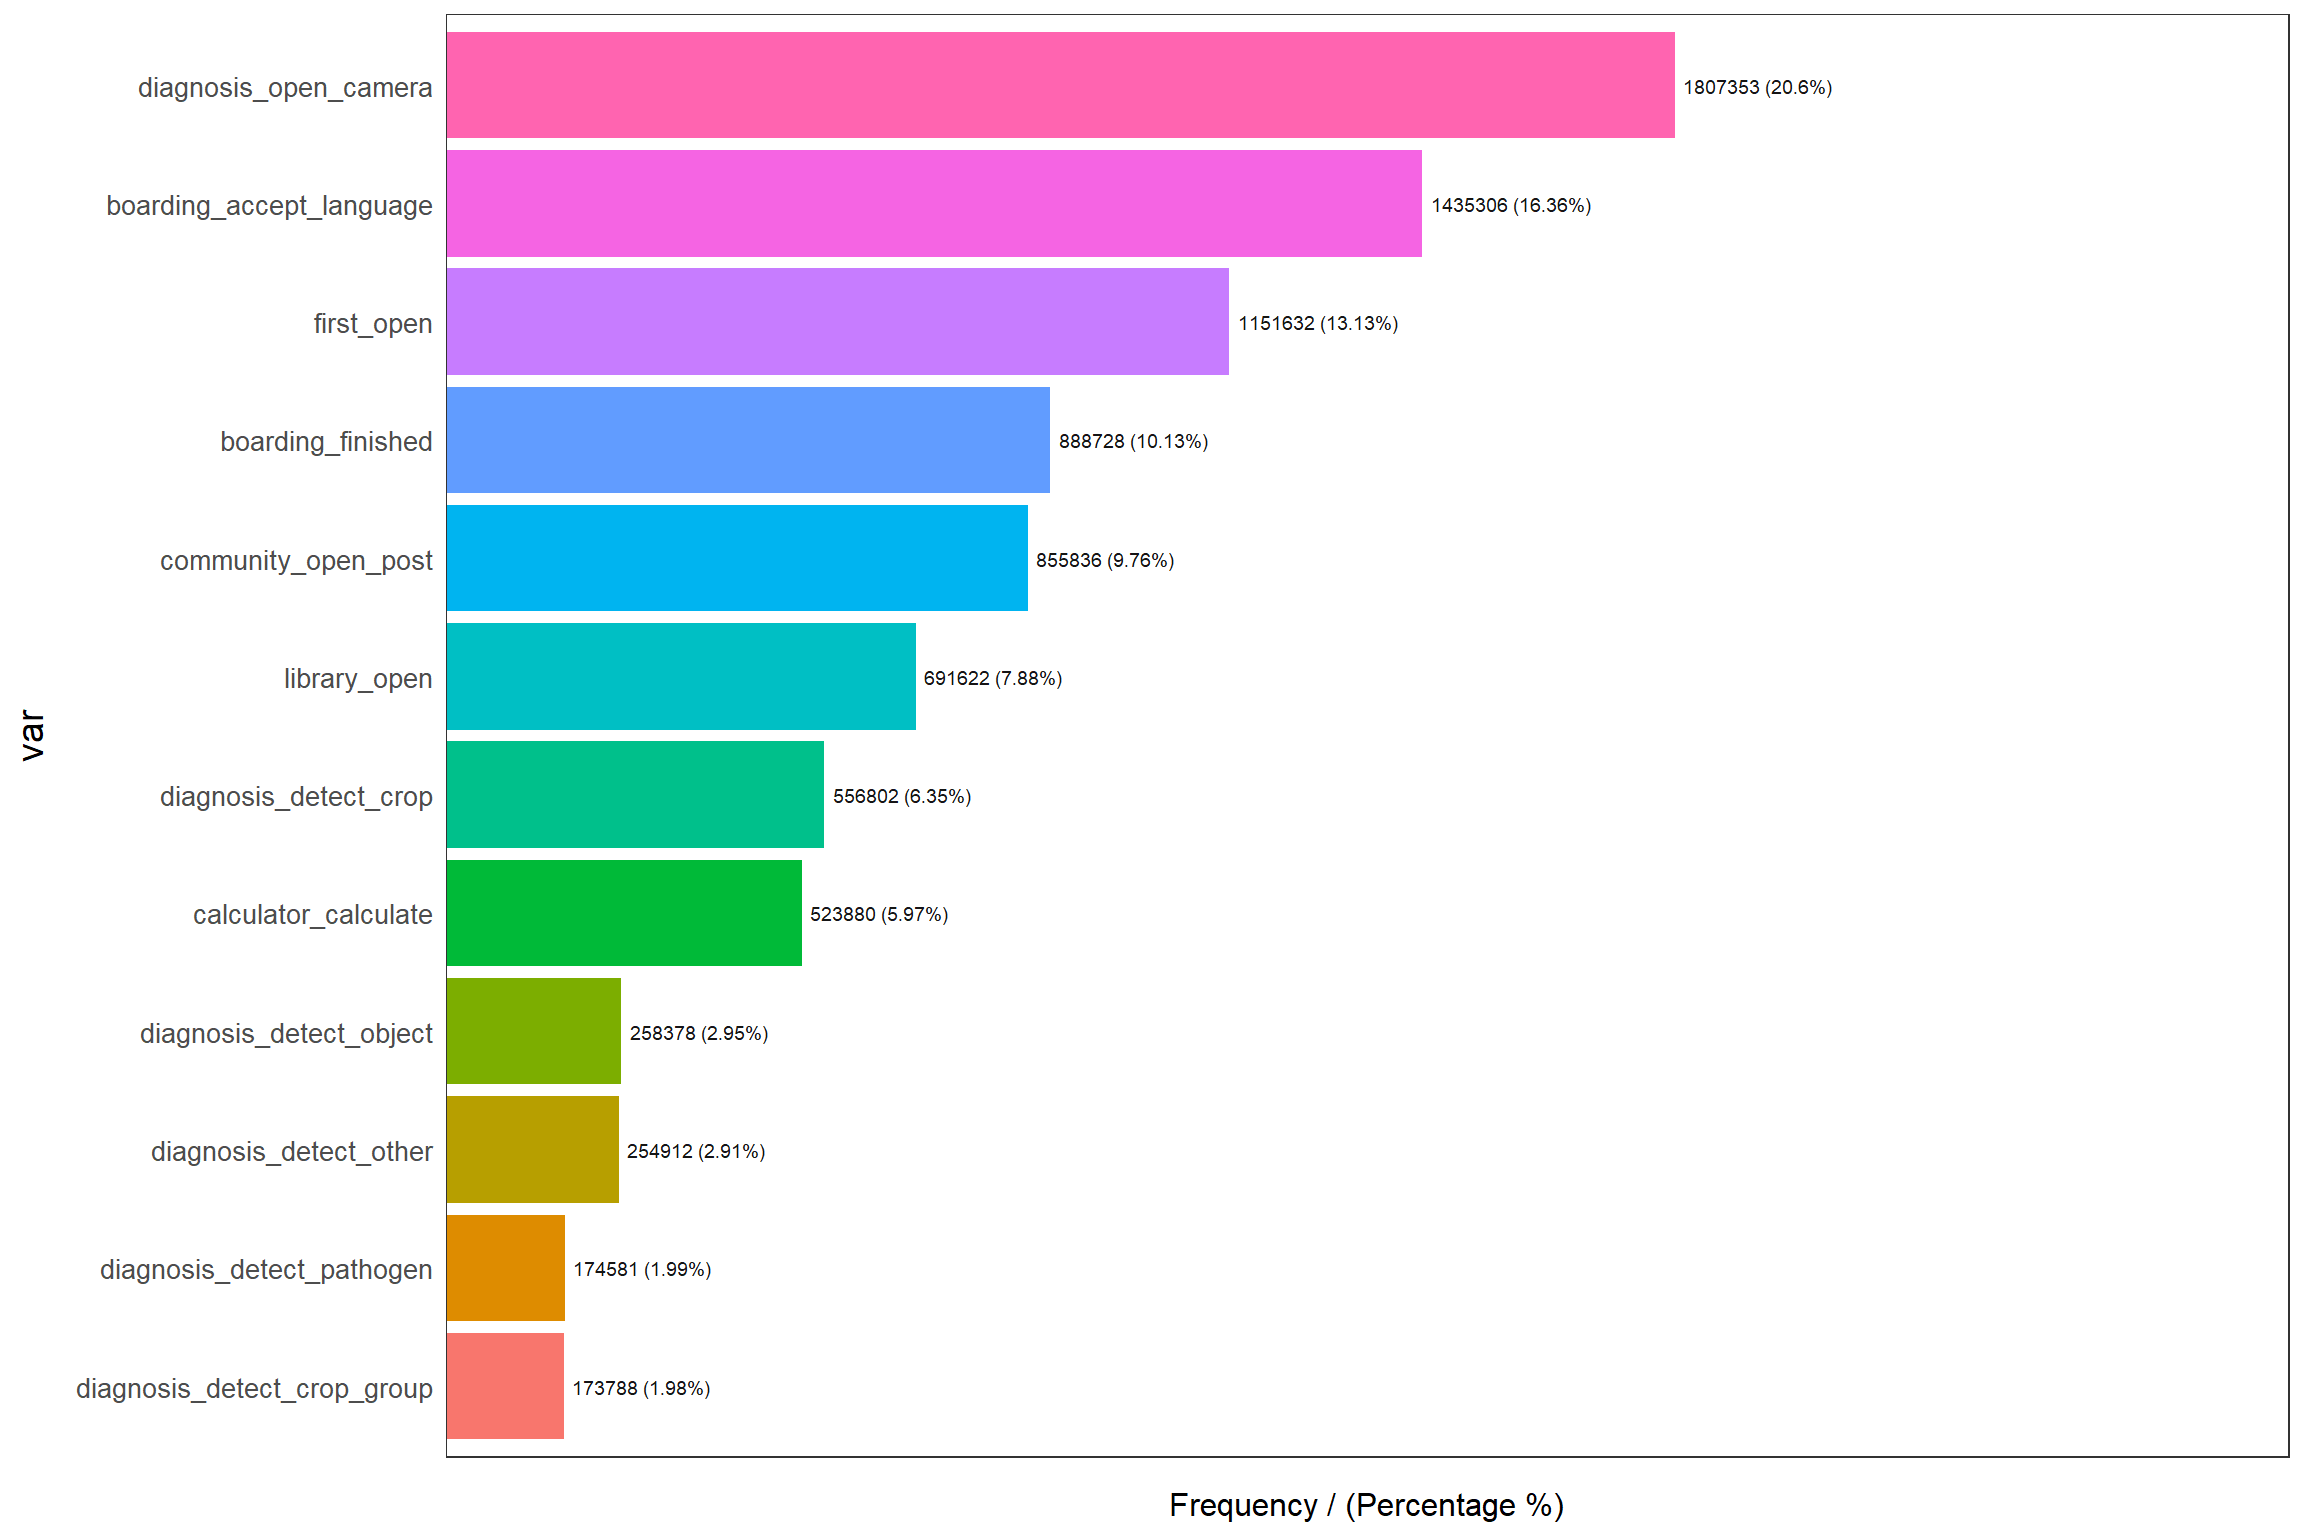 diagnosis_open_camera 1807353 (20.6%)
boarding_accept_language 1435306 (16.36%)
first_open 1151632 (13.13%)
boarding_finished 888728 (10.13%)
community_open_post 855836 (9.76%)
library_open 691622 (7.88%)
var
diagnosis_detect_crop 556802 (6.35%)
calculator_calculate 523880 (5.97%)
diagnosis_detect_object 258378 (2.95%)
diagnosis_detect_other 254912 (2.91%)
diagnosis_detect_pathogen 174581 (1.99%)
diagnosis_detect_crop_group 173788 (1.98%)
Frequency / (Percentage %)